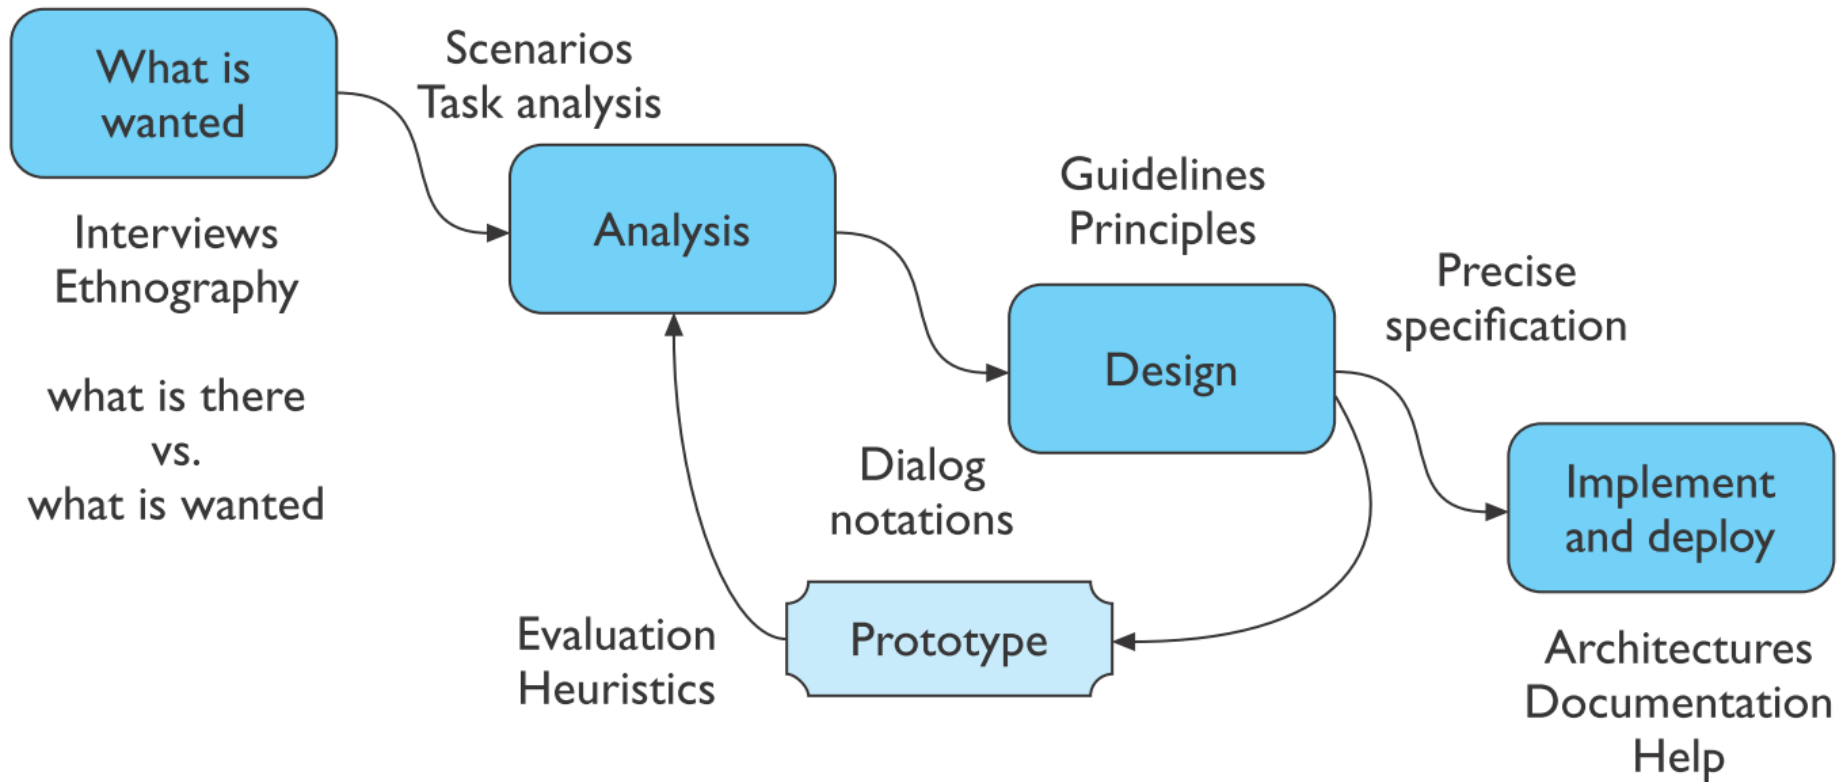 What is
wanted
Interviews
Ethnography
what is there
vs.
what is wanted
Scenarios
Task analysis
Analysis
Guidelines
Principles
Design
Precise
specification
Implement
and deploy
Architectures
Documentation
Help
Dialog
notations
Prototype
Evaluation
Heuristics